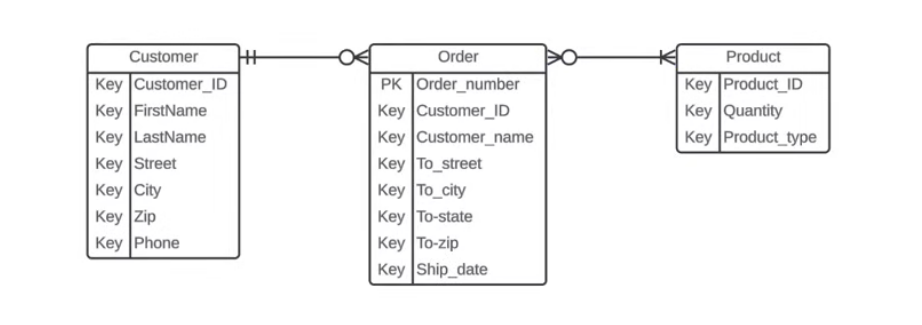 Customer
Key Customer_ID
Key FirstName
Key LastName
Key Street
Key City
Key Zip
Key Phone
Order
PK Order_number
Key Customer_ID
Key Customer_name
Key To_street
Key To_city
Key To-state
Key To-zip
Key Ship_date
Product
Key Product_ID
Key Quantity
Key Product_type